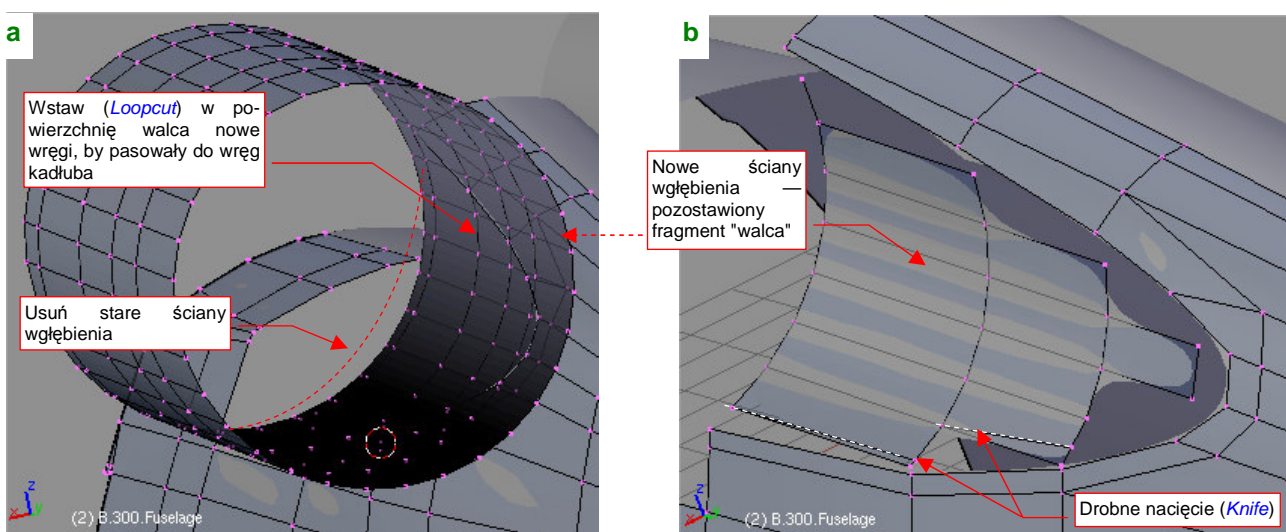 a
Wstaw (Loopcut) w po-
wierzchnię walca nowe
wręgi, by pasowały do wręg
kadłuba
Usuń stare ściany
wgłębienia
z
x
y
(2) B.300.Fuselage
b
Nowe ściany
wgłębienia —
pozostawiony
fragment "walca"
Drobne nacięcie (Knife)
z
x
y
(2) B.300.Fuselage